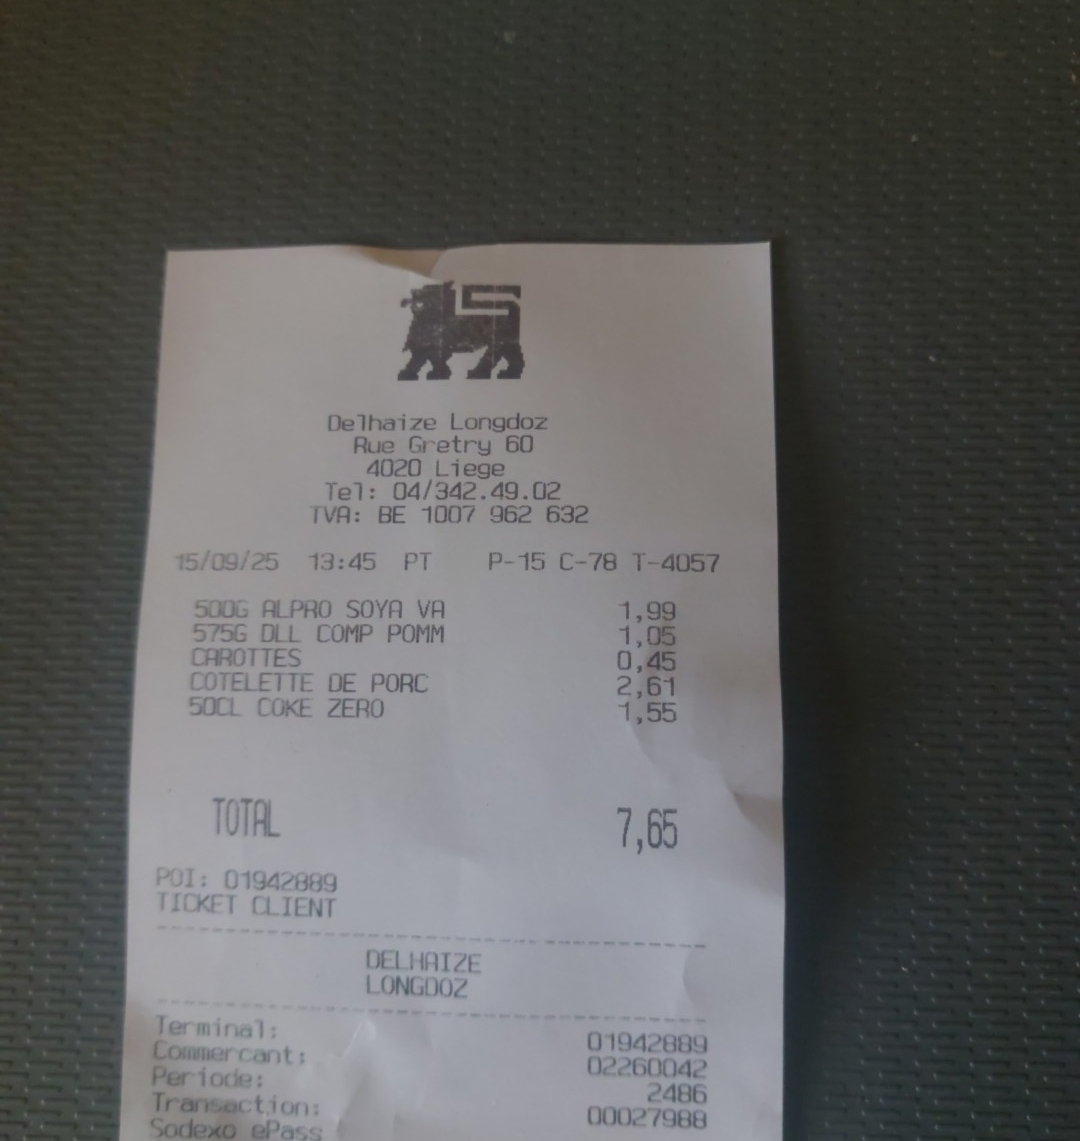 Delhaize Longdoz
Rue Gretry 60
4020 Liege
Tel: 04/342.49.02
TVA: BE 1007 962 632
15/09/25 13:45 PT P-15 C-78 T-4057
500G ALPRO SOYA VA 1,99
575G DLL COMP POMM 1,05
CAROTTES 0,45
COTELETTE DE PORC 2,61
50CL COKE ZERO 1,55
TOTAL 7,65
POI: 01942889
TICKET CLIENT
DELHAIZE
LONGDOZ
Terminal: 01942889
Commercant: 02260042
Periode: 2486
Transaction: 00027988
Sodexo ePass